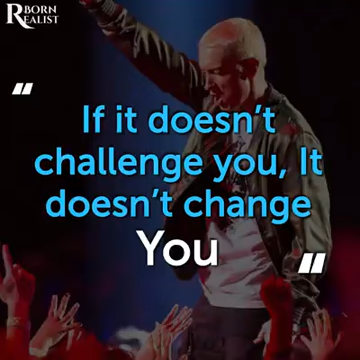 BORN
REALIST
"
If it doesn't
challenge you, It
doesn't change
You
"